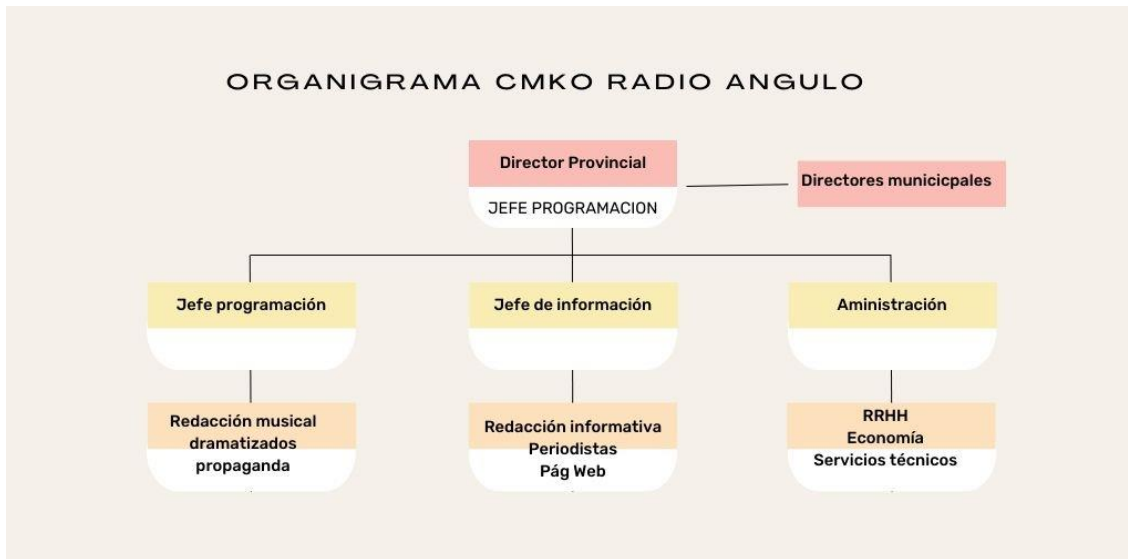 ORGANIGRAMA CMKO RADIO ANGULO
Director Provincial
JEFE PROGRAMACION
Directores municicpales
Jefe programación
Jefe de información
Aministración
Redacción musical
dramatizados
propaganda
Redacción informativa
Periodistas
Pág Web
RRHH
Economía
Servicios técnicos